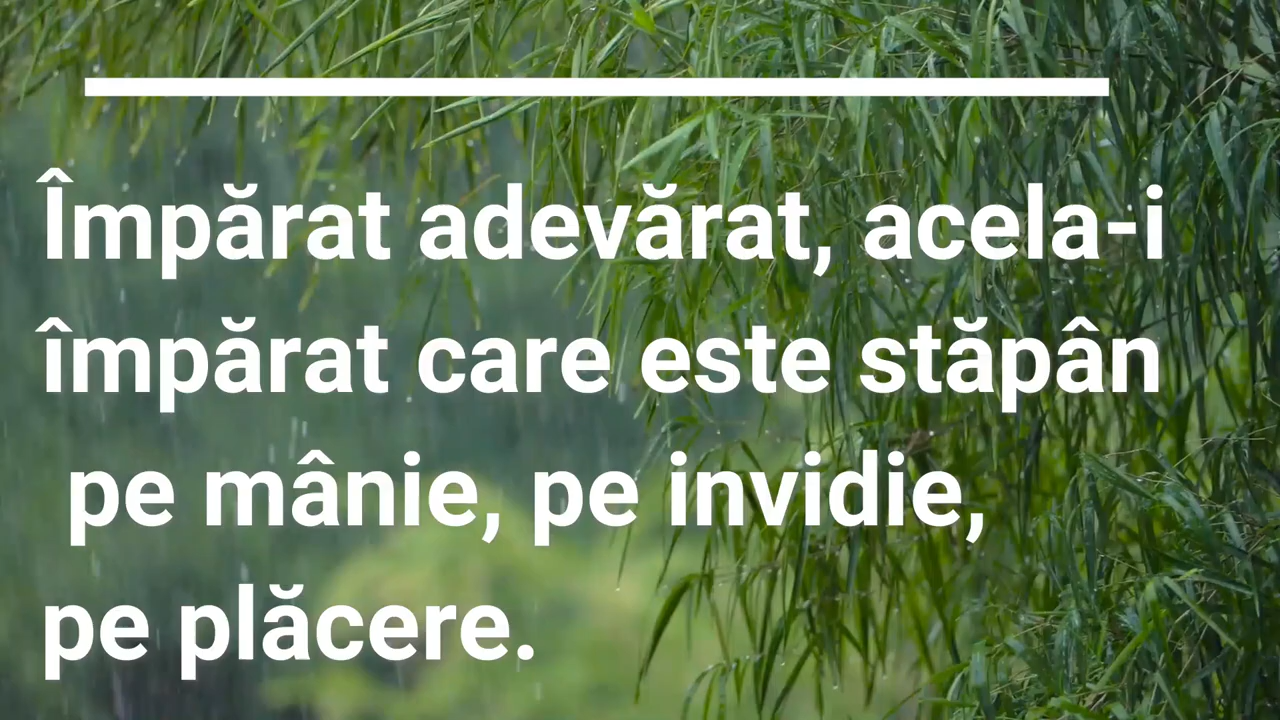 Împărat adevărat, acela-i
împărat care este stăpân
pe mânie, pe invidie,
pe plăcere.